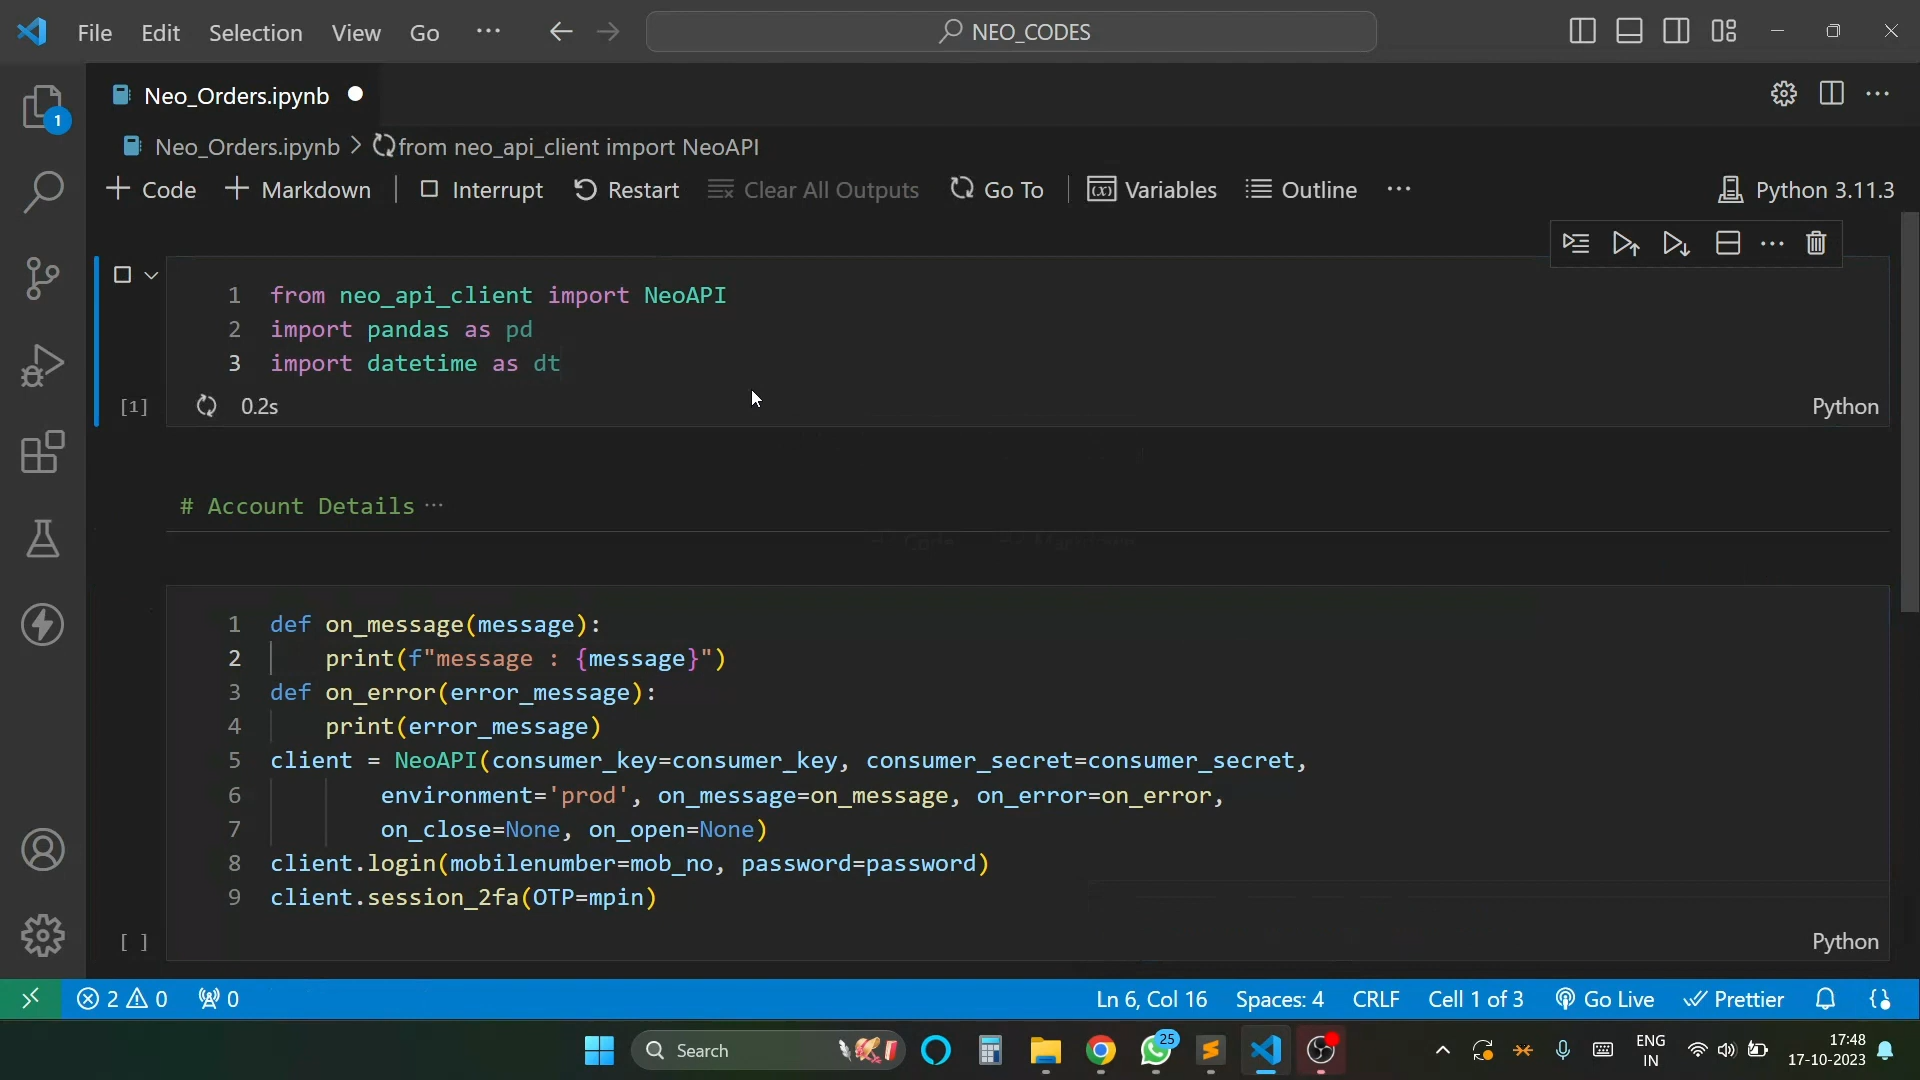 File Edit Selection View Go ··· NEO_CODES
Neo_Orders.ipynb
1
Neo_Orders.ipynb > from neo_api_client import NeoAPI
+ Code + Markdown | Interrupt Restart Clear All Outputs Go To | Variables Outline ··· Python 3.11.3
1 from neo_api_client import NeoAPI
2 import pandas as pd
3 import datetime as dt
[1] 0.2s Python
# Account Details ···
+ Code + Markdown
1 def on_message(message):
2 print(f"message : {message}")
3 def on_error(error_message):
4 print(error_message)
5 client = NeoAPI(consumer_key=consumer_key, consumer_secret=consumer_secret,
6 environment='prod', on_message=on_message, on_error=on_error,
7 on_close=None, on_open=None)
8 client.login(mobilenumber=mob_no, password=password)
9 client.session_2fa(OTP=mpin)
[ ] Python
2 0 0 Ln 6, Col 16 Spaces: 4 CRLF Cell 1 of 3 Go Live Prettier
Search 25 ENG IN 17:48
17-10-2023